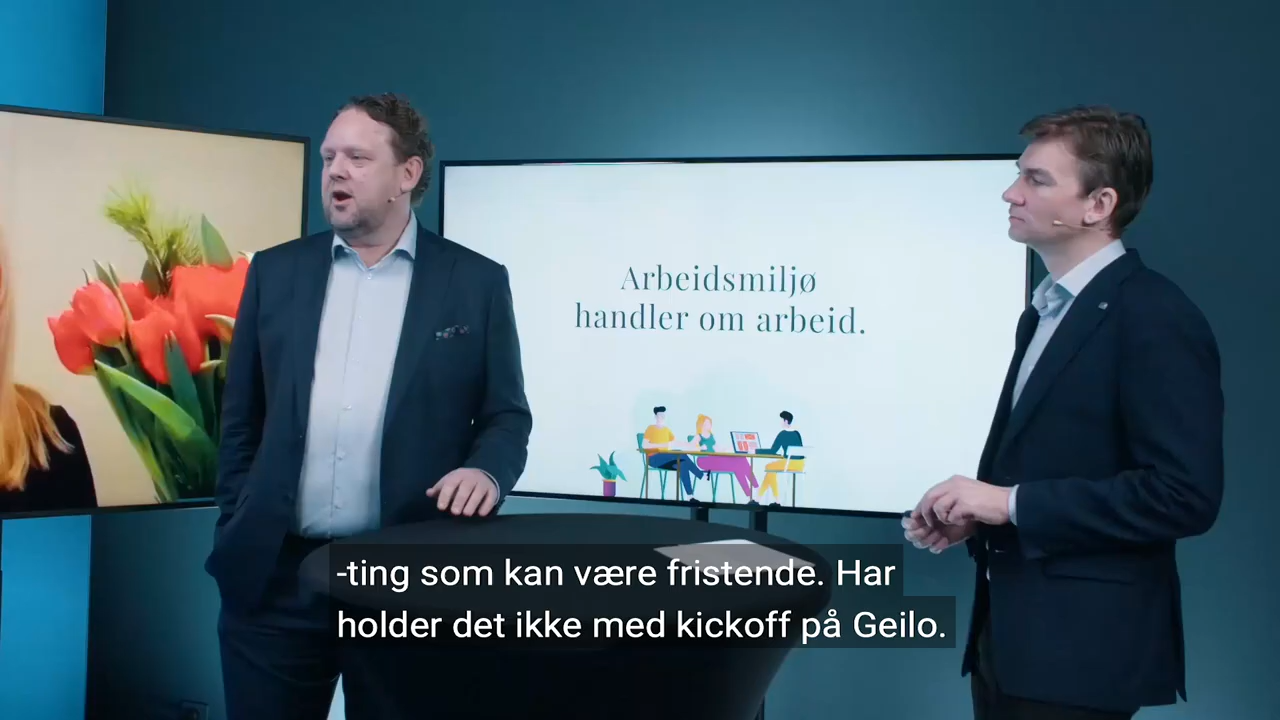 Arbeidsmiljø
handler om arbeid.
-ting som kan være fristende. Har
holder det ikke med kickoff på Geilo.